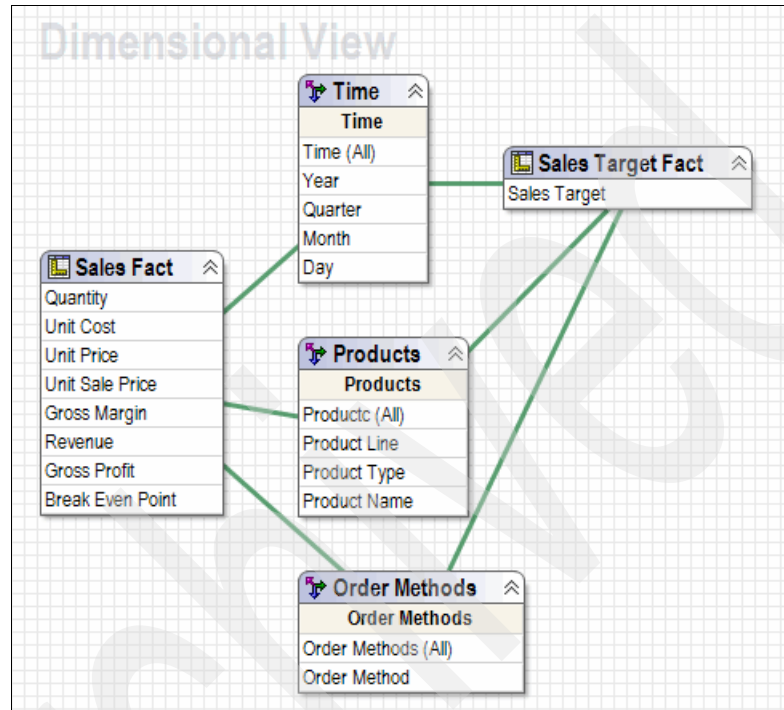 Dimensional View
Time
Time
Time (All)
Year
Quarter
Month
Day
Sales Target Fact
Sales Target
Sales Fact
Quantity
Unit Cost
Unit Price
Unit Sale Price
Gross Margin
Revenue
Gross Profit
Break Even Point
Products
Products
Productc (All)
Product Line
Product Type
Product Name
Order Methods
Order Methods
Order Methods (All)
Order Method